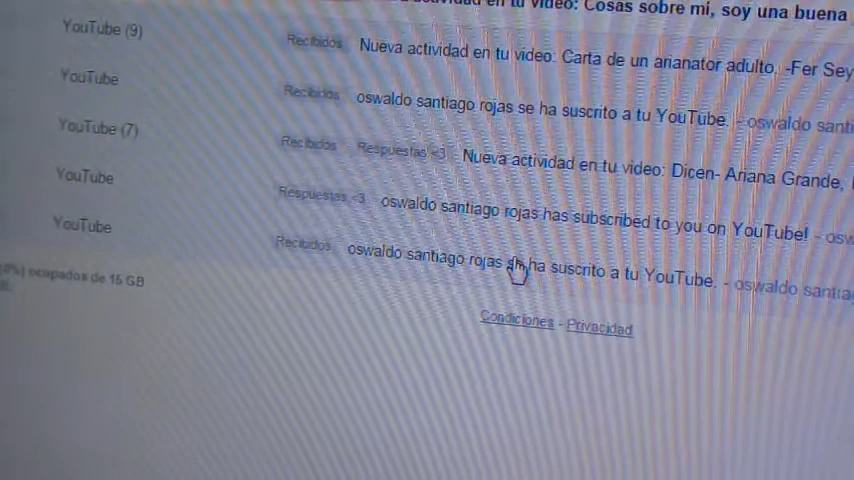 en tu video: Cosas sobre mí, soy una buena
YouTube (9) Recibidos Nueva actividad en tu video: Carta de un arianator adulto. -Fer Sey
YouTube Recibidos oswaldo santiago rojas se ha suscrito a tu YouTube. - oswaldo santi
YouTube (7) Recibidos Respuestas <3 Nueva actividad en tu video: Dicen- Ariana Grande,
YouTube Respuestas <3 oswaldo santiago rojas has subscribed to you on YouTube! - osw
YouTube Recibidos oswaldo santiago rojas se ha suscrito a tu YouTube. - oswaldo santia
ocupados de 15 GB
Condiciones - Privacidad